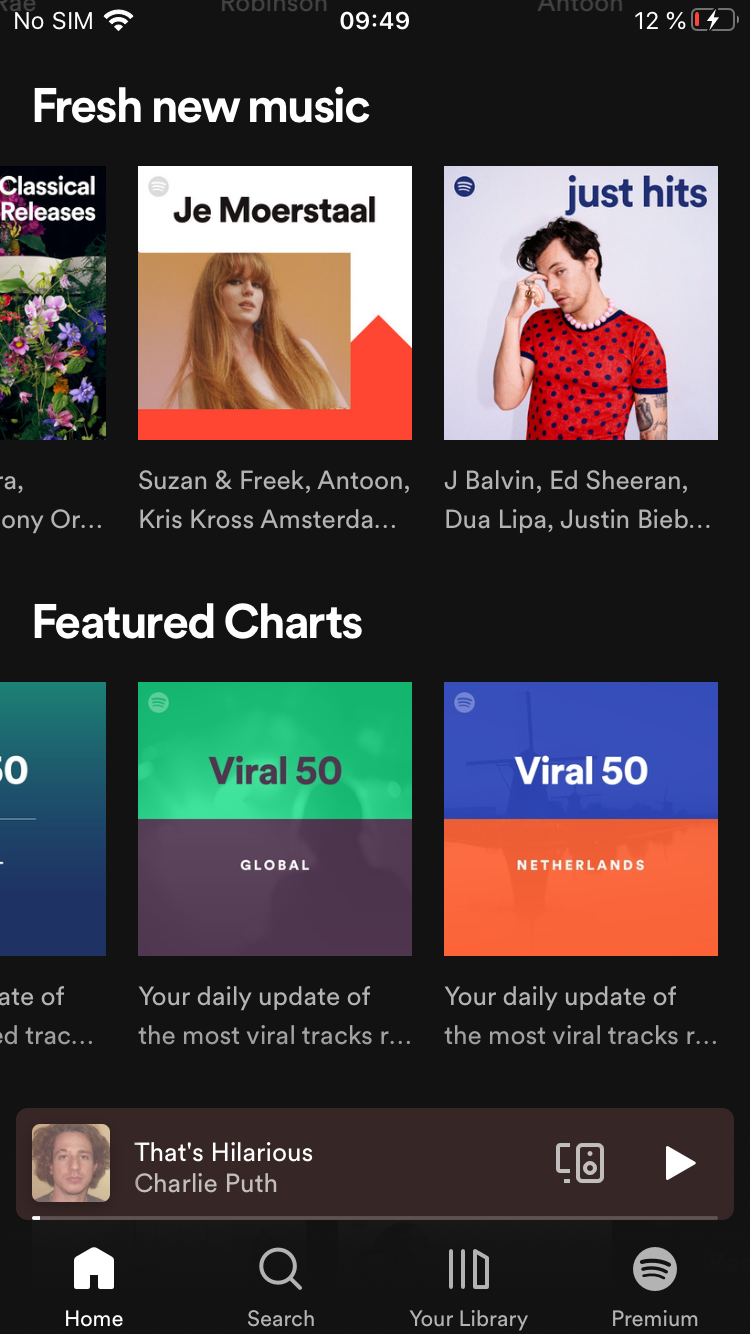 Rae Robinson Antoon
No SIM 09:49 12 %
Fresh new music
Classical
Releases
Je Moerstaal
just hits
ra,
ony Or...
Suzan & Freek, Antoon,
Kris Kross Amsterda...
J Balvin, Ed Sheeran,
Dua Lipa, Justin Bieb...
Featured Charts
50
Viral 50
GLOBAL
Viral 50
NETHERLANDS
ate of
ed trac...
Your daily update of
the most viral tracks r...
Your daily update of
the most viral tracks r...
That's Hilarious
Charlie Puth
Home Search Your Library Premium